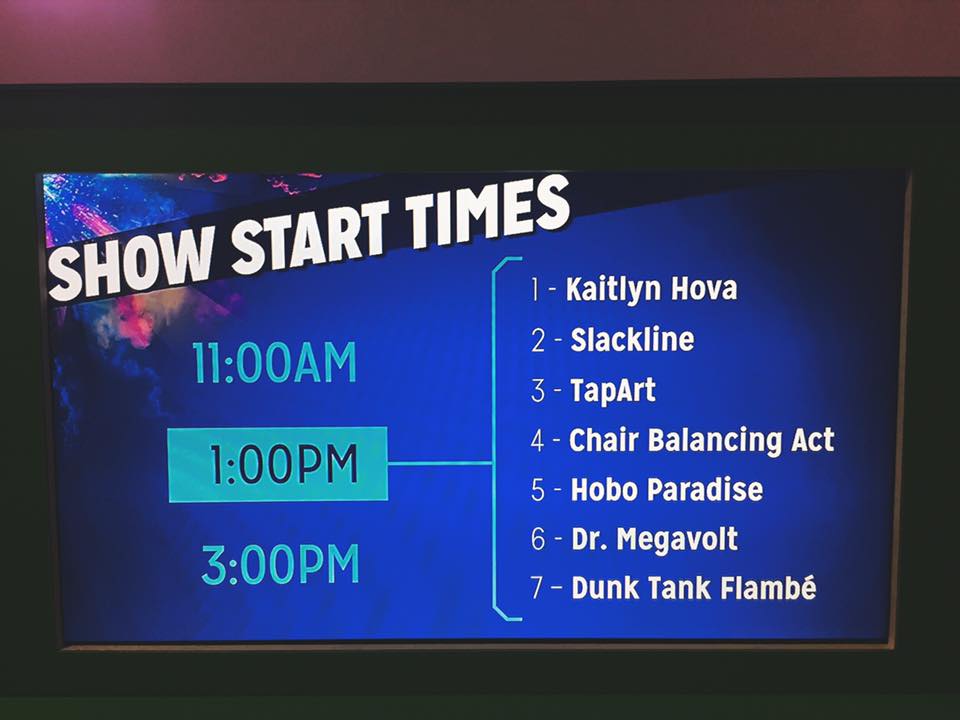 SHOW START TIMES
11:00AM
1:00PM
3:00PM
1 - Kaitlyn Hova
2 - Slackline
3 - TapArt
4 - Chair Balancing Act
5 - Hobo Paradise
6 - Dr. Megavolt
7 – Dunk Tank Flambé